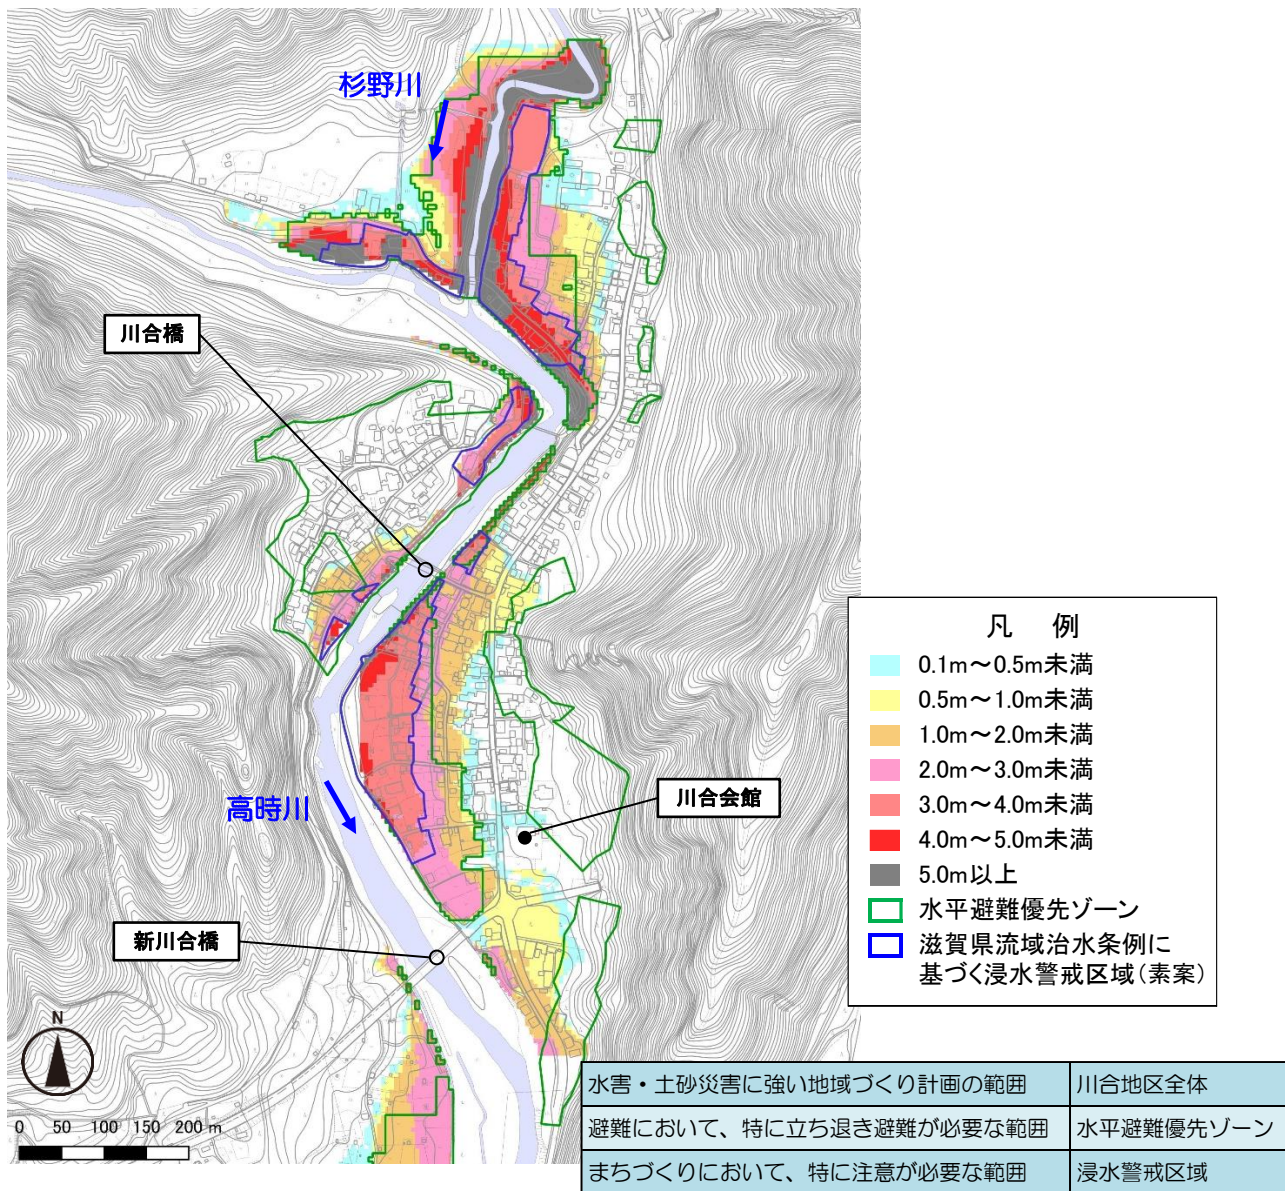 杉野川
川合橋
高時川
川合会館
新川合橋
凡 例
0.1m～0.5m未満
0.5m～1.0m未満
1.0m～2.0m未満
2.0m～3.0m未満
3.0m～4.0m未満
4.0m～5.0m未満
5.0m以上
水平避難優先ゾーン
滋賀県流域治水条例に
基づく浸水警戒区域(素案)
N
0 50 100 150 200 m
水害・土砂災害に強い地域づくり計画の範囲 川合地区全体
避難において、特に立ち退き避難が必要な範囲 水平避難優先ゾーン
まちづくりにおいて、特に注意が必要な範囲 浸水警戒区域